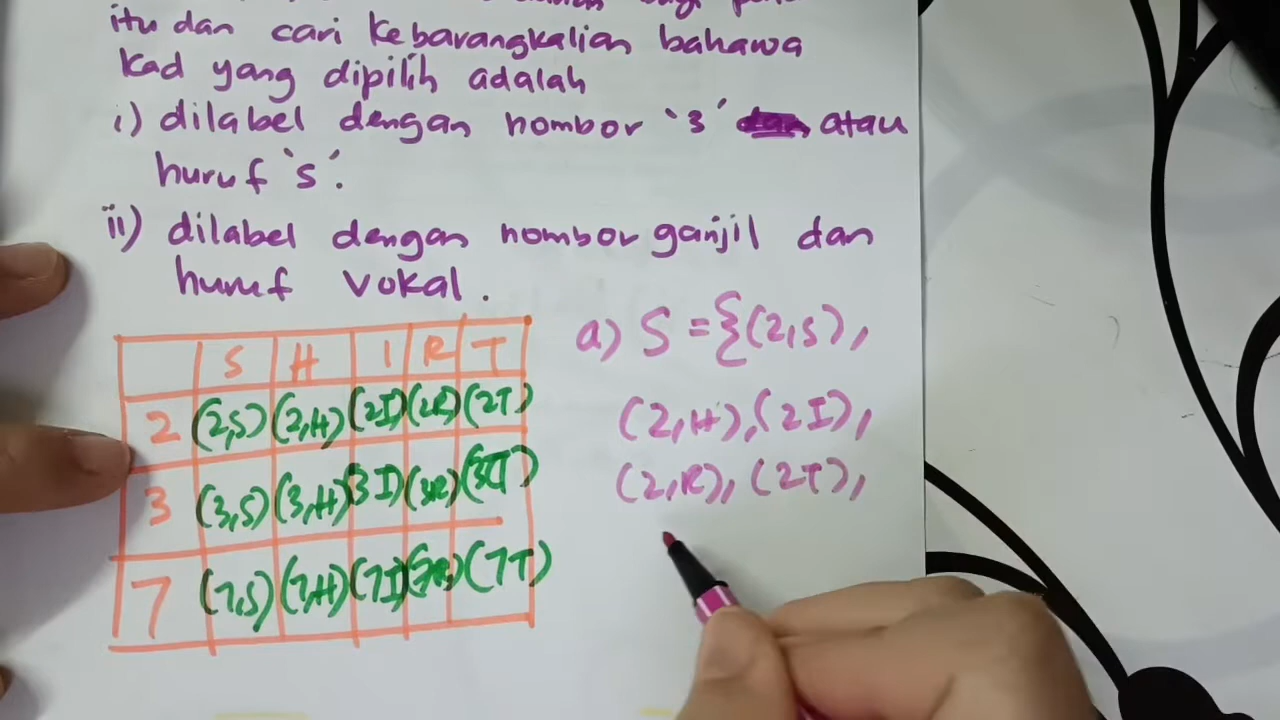 itu dan cari kebarangkalian bahawa
kad yang dipilih adalah
i) dilabel dengan nombor '3' atau
huruf 's'.
ii) dilabel dengan nombor ganjil dan
huruf vokal.
S H I R T
2 (2,S) (2,H) (2I) (2R) (2T)
3 (3,S) (3,H) (3I) (3R) (3T)
7 (7,S) (7,H) (7I) (7R) (7T)
a) S = {(2,S),
(2,H), (2I),
(2,R), (2T),